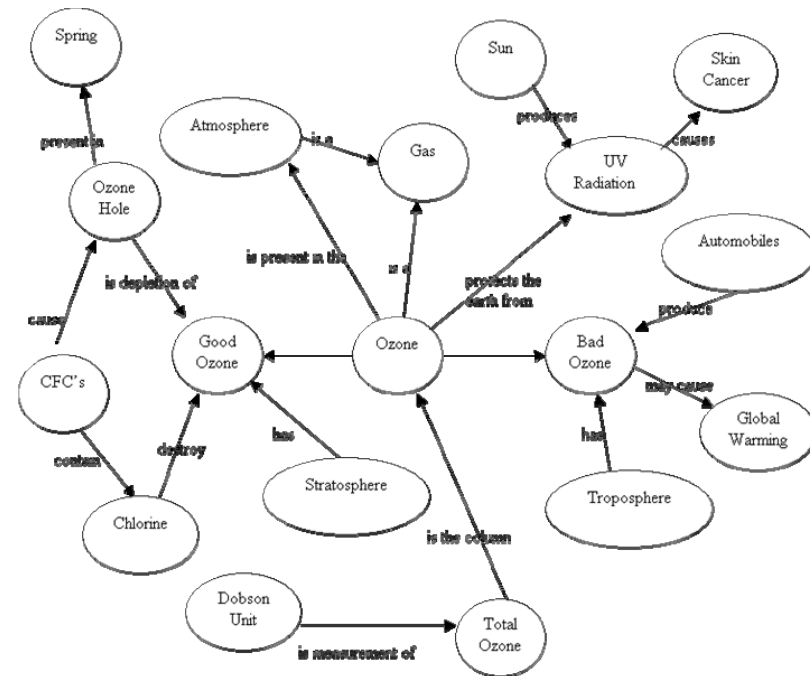 Spring
Sun
Skin
Cancer
Atmosphere
is a
Gas
produces
causes
UV
Radiation
present in
Ozone
Hole
is present in the
is a
protects the
earth from
Automobiles
is depletion of
produce
cause
Good
Ozone
Ozone
Bad
Ozone
CFC's
may cause
Global
Warming
contain
destroy
has
has
Stratosphere
Troposphere
Chlorine
is the column
Dobson
Unit
Total
Ozone
is measurement of